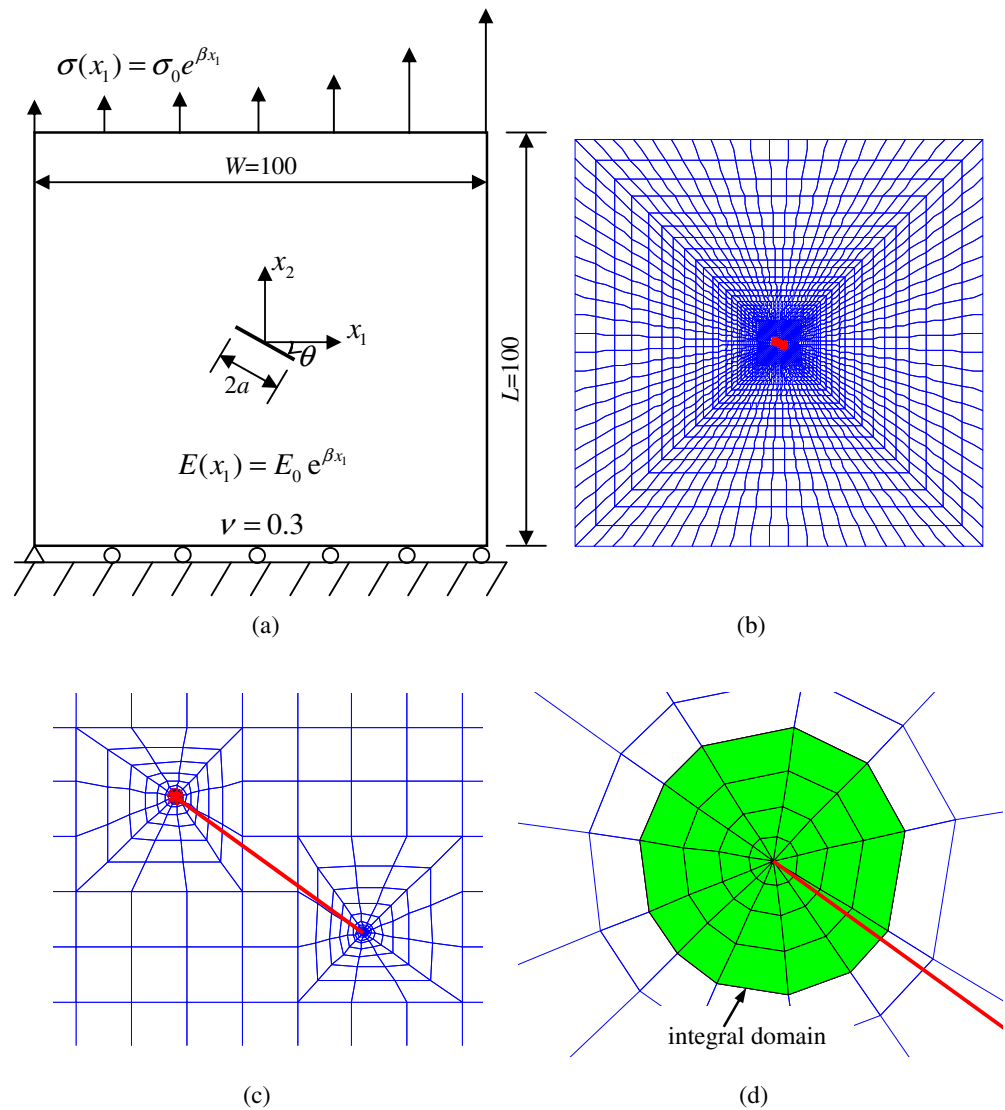 σ(x₁) = σ₀e^{βx₁}
W=100
x₂
x₁
θ
2a
L=100
E(x₁) = E₀ e^{βx₁}
ν = 0.3
(a)
(b)
integral domain
(c)
(d)